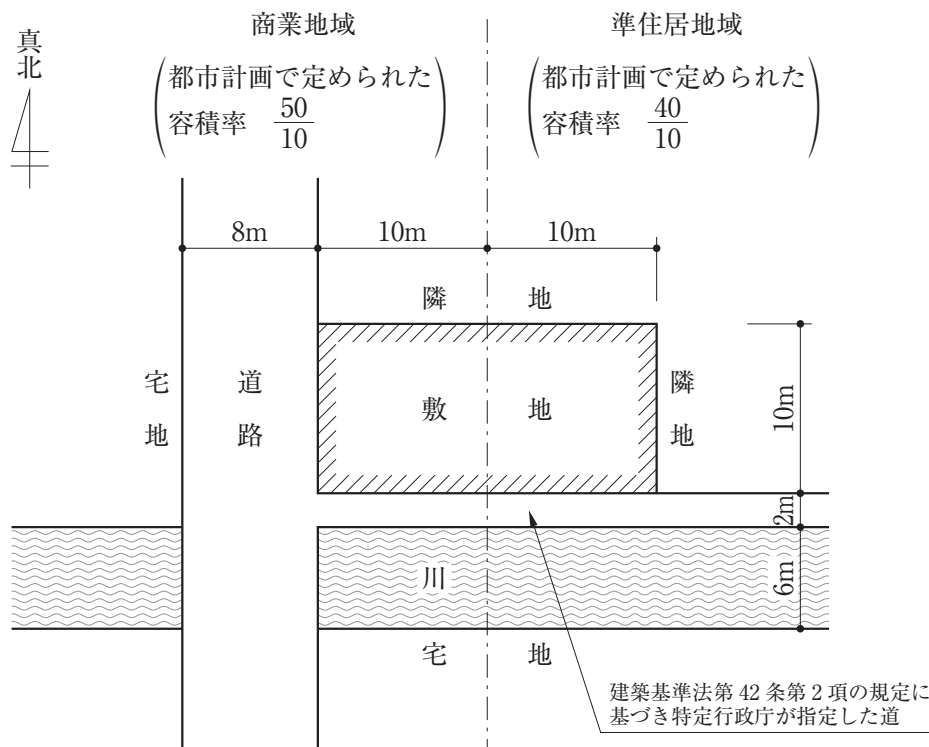 商業地域
準住居地域
真北
都市計画で定められた
容積率 50/10
都市計画で定められた
容積率 40/10
8m
10m
10m
隣地
宅地
道路
敷地
隣地
10m
2m
川
6m
宅地
建築基準法第42条第2項の規定に
基づき特定行政庁が指定した道